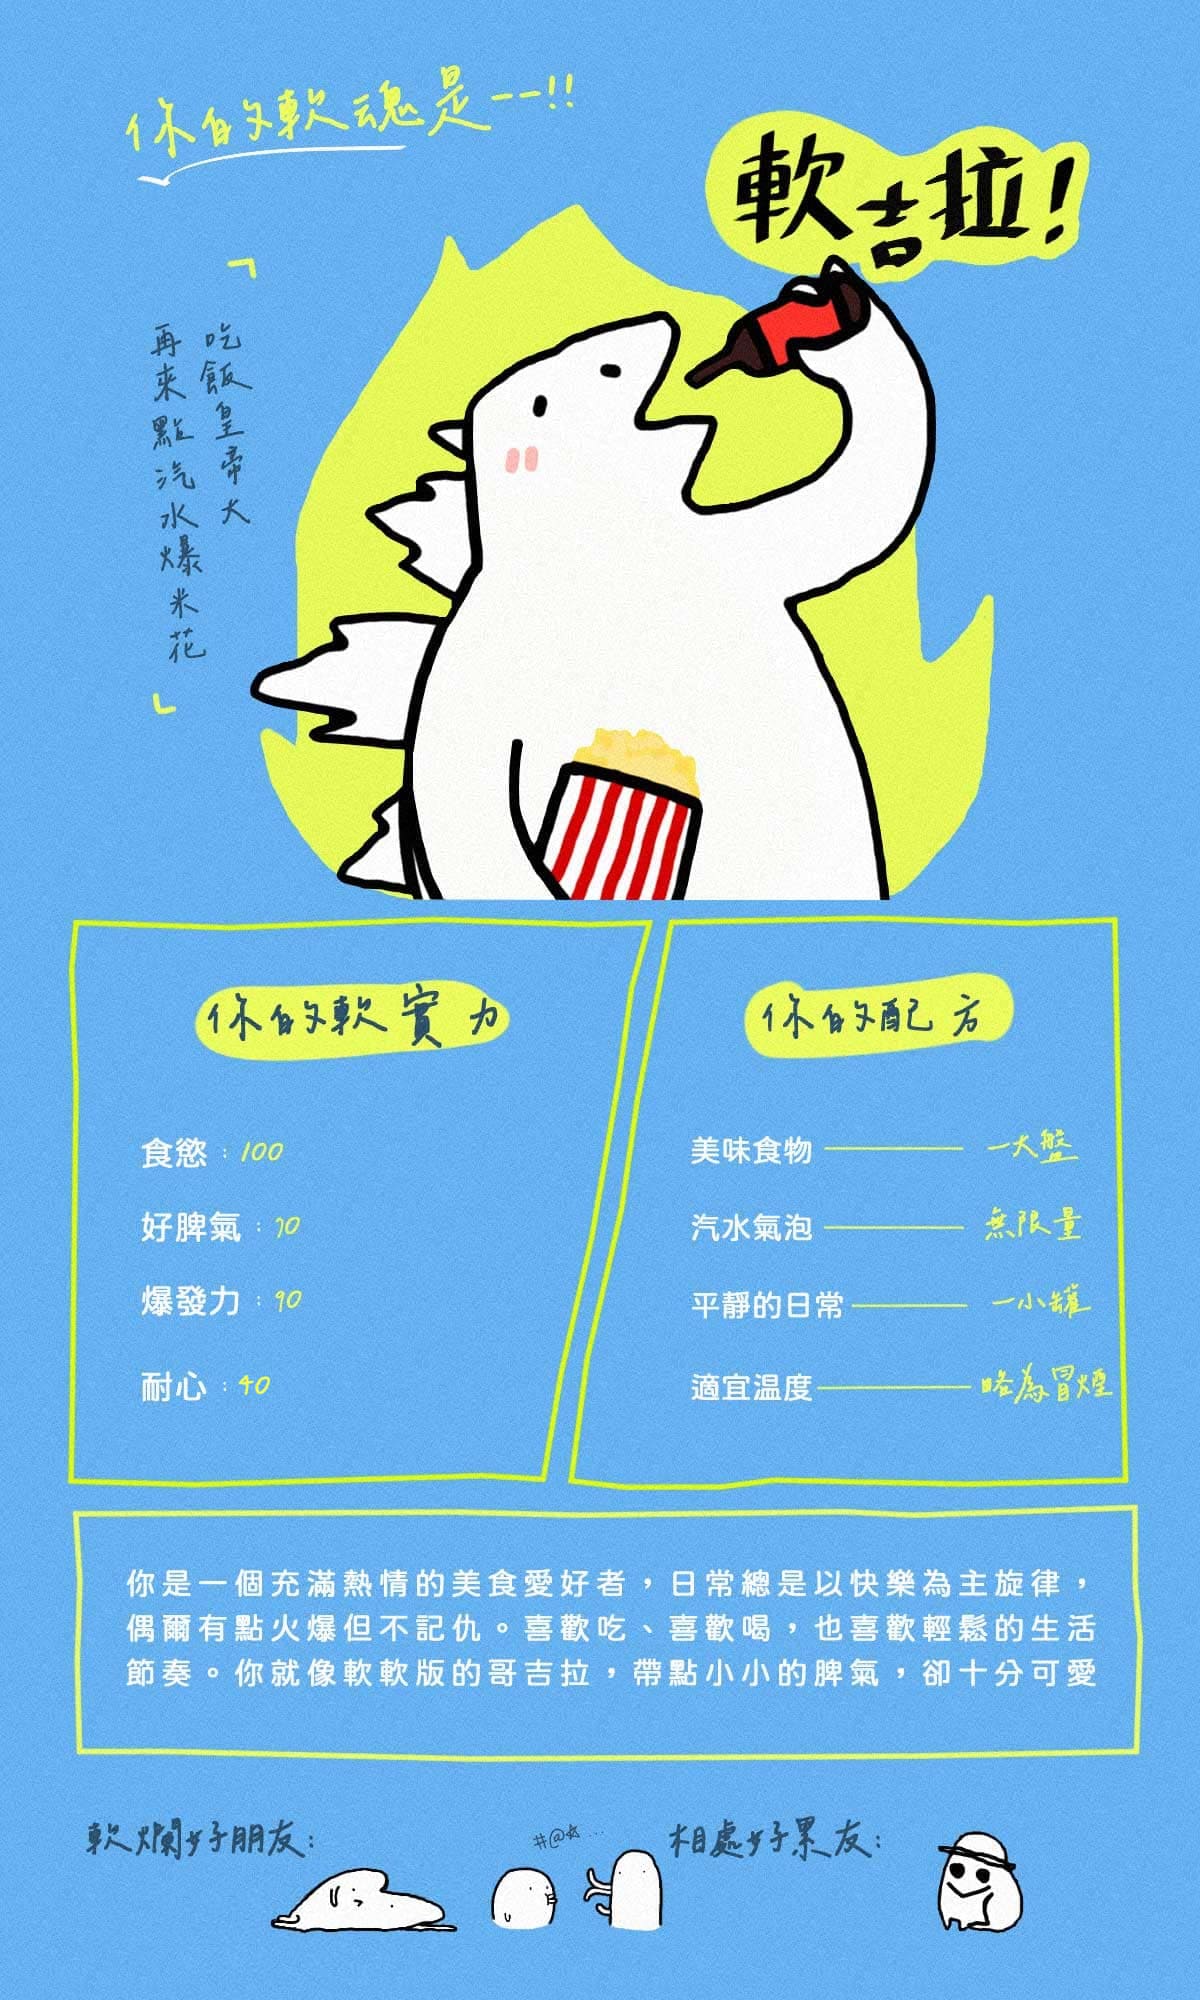 你的軟魂是--!!
軟吉拉!
「吃飯皇帝大
再來點汽水爆米花」
你的軟實力
食慾:100
好脾氣:70
爆發力:90
耐心:40
你的配方
美味食物 一大盤
汽水氣泡 無限量
平靜的日常 一小罐
適宜温度 略為冒煙
你是一個充滿熱情的美食愛好者,日常總是以快樂為主旋律,
偶爾有點火爆但不記仇。喜歡吃、喜歡喝,也喜歡輕鬆的生活
節奏。你就像軟軟版的哥吉拉,帶點小小的脾氣,卻十分可愛
軟爛好朋友:
#@☆...
相處好累友: